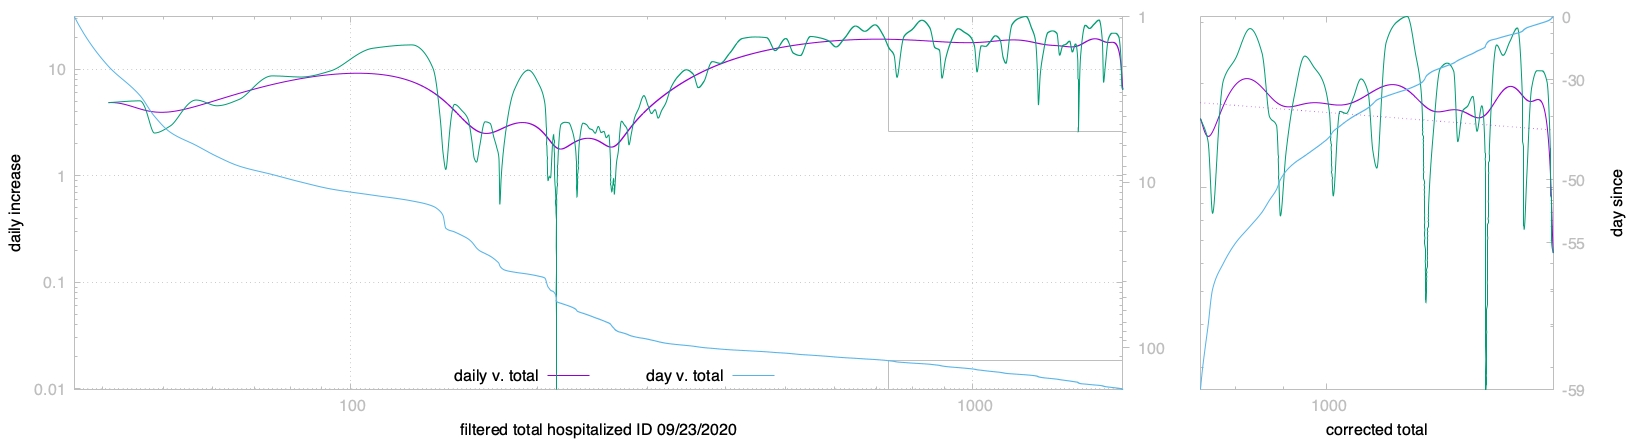 daily increase
10
1
0.1
0.01
100
1000
1
10
100
daily v. total
day v. total
filtered total hospitalized ID 09/23/2020
0
-30
-50
-55
-59
day since
1000
corrected total